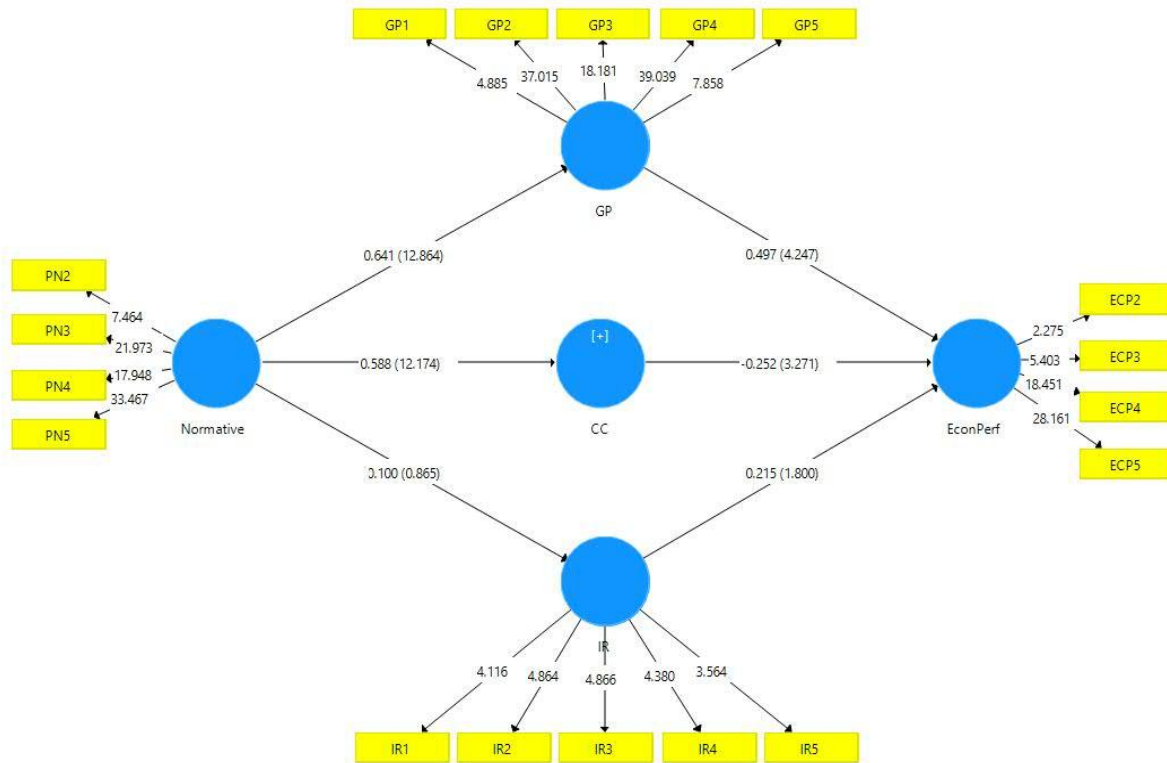 GP1 GP2 GP3 GP4 GP5
4.885 37.015 18.181 39.039 7.858
GP
0.641 (12.864) 0.497 (4.247)
PN2
PN3
PN4
PN5
7.464
21.973
17.948
33.467
Normative
0.588 (12.174)
[+]
CC
-0.252 (3.271)
EconPerf
2.275
5.403
18.451
28.161
ECP2
ECP3
ECP4
ECP5
0.100 (0.865) 0.215 (1.800)
IR
4.116 4.864 4.866 4.380 3.564
IR1 IR2 IR3 IR4 IR5